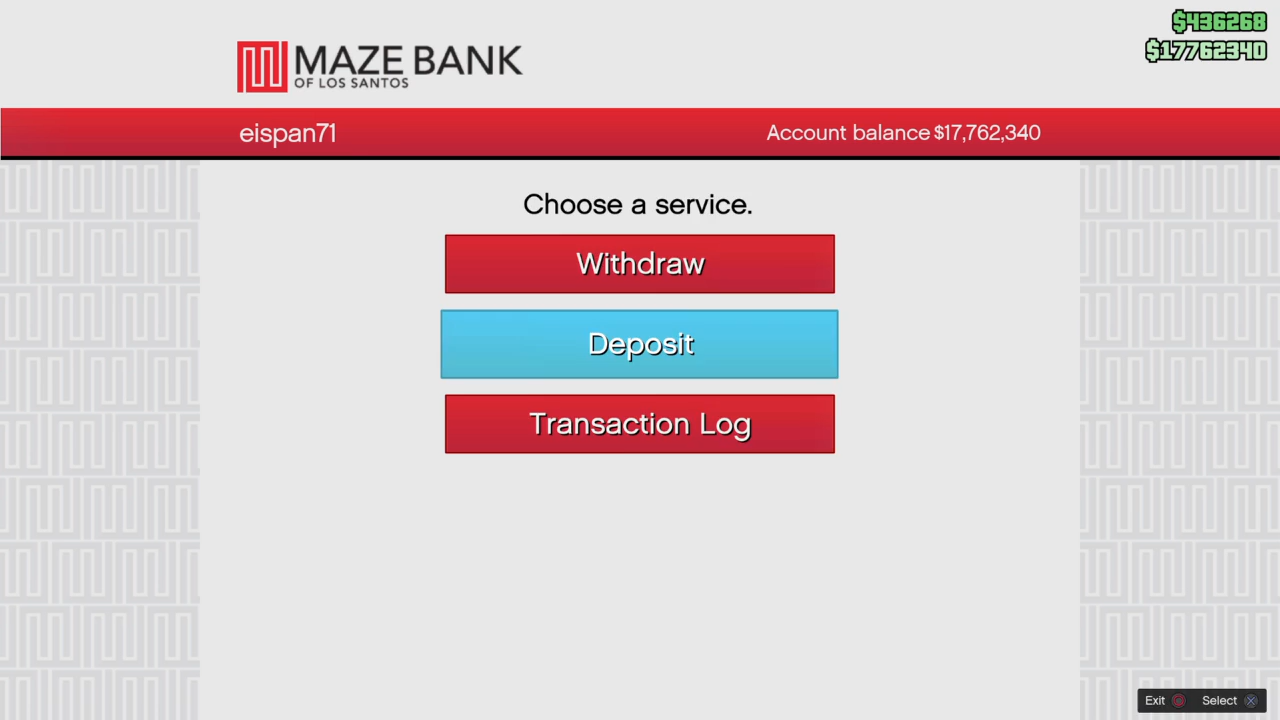 $436268
$17762340
MAZE BANK
OF LOS SANTOS
eispan71
Account balance $17,762,340
Choose a service.
Withdraw
Deposit
Transaction Log
Exit Select